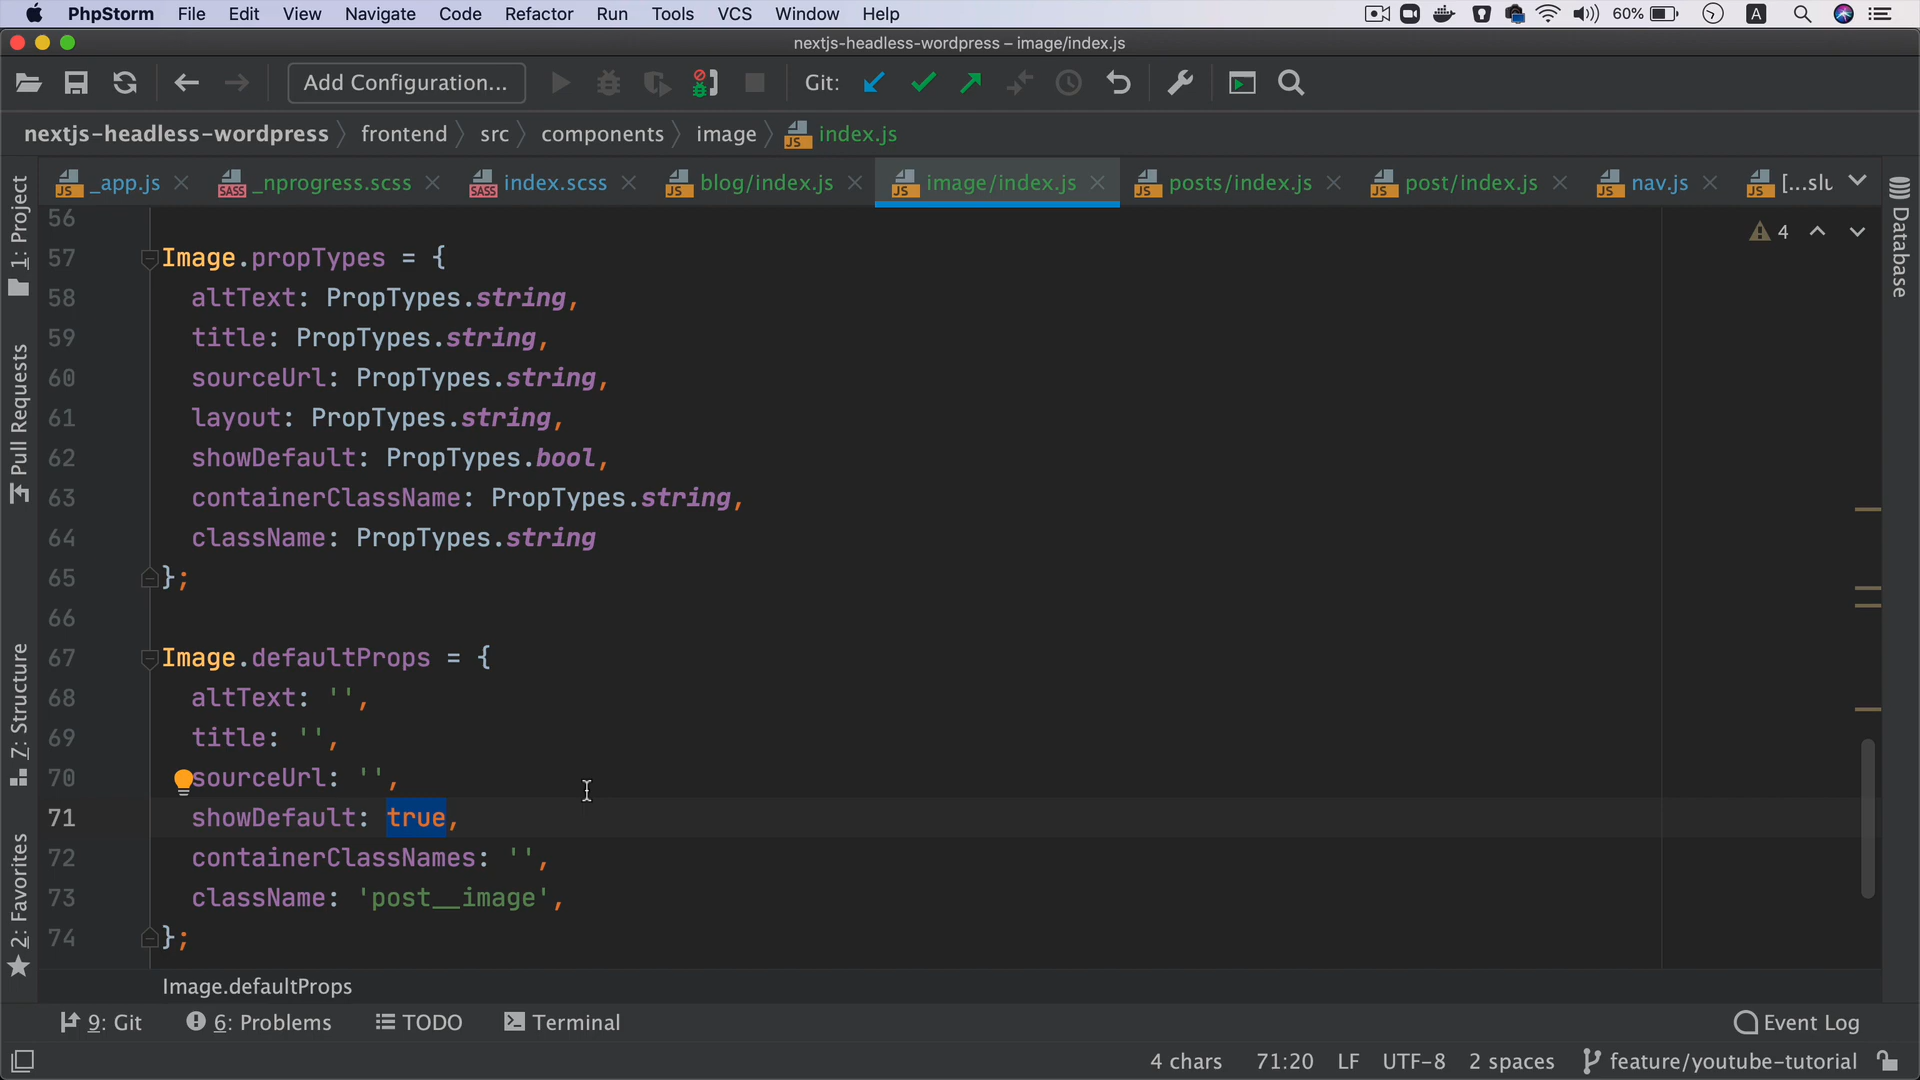 PhpStorm File Edit View Navigate Code Refactor Run Tools VCS Window Help 60% A
nextjs-headless-wordpress – image/index.js
Add Configuration... Git:
nextjs-headless-wordpress frontend src components image index.js
_app.js _nprogress.scss index.scss blog/index.js image/index.js posts/index.js post/index.js nav.js [...slu
1: Project
Pull Requests
7: Structure
2: Favorites
Database
4
56
57 Image.propTypes = {
58 altText: PropTypes.string,
59 title: PropTypes.string,
60 sourceUrl: PropTypes.string,
61 layout: PropTypes.string,
62 showDefault: PropTypes.bool,
63 containerClassName: PropTypes.string,
64 className: PropTypes.string
65 };
66
67 Image.defaultProps = {
68 altText: '',
69 title: '',
70 sourceUrl: '',
71 showDefault: true,
72 containerClassNames: '',
73 className: 'post__image',
74 };
Image.defaultProps
9: Git 6: Problems TODO Terminal Event Log
4 chars 71:20 LF UTF-8 2 spaces feature/youtube-tutorial